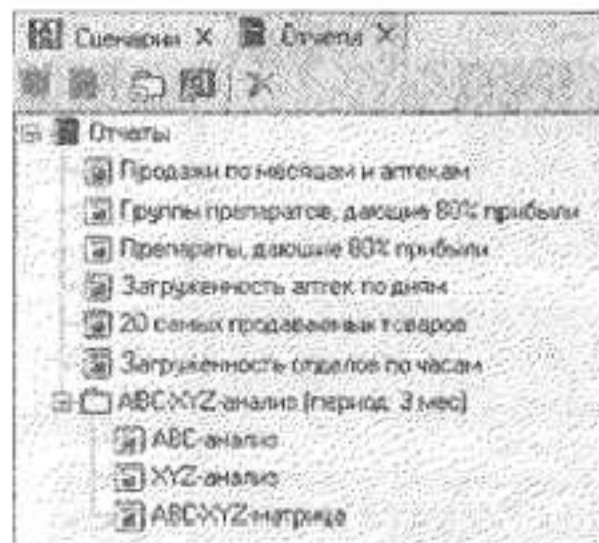 Сценарии Отчеты
Отчеты
Продажи по месяцам и аптекам
Группы препаратов, дающие 80% прибыли
Препараты, дающие 80% прибыли
Загруженность аптек по дням
20 самых продаваемых товаров
Загруженность отделов по часам
ABC-XYZ-анализ (период: 3 мес)
ABC-анализ
XYZ-анализ
ABC-XYZ-матрица